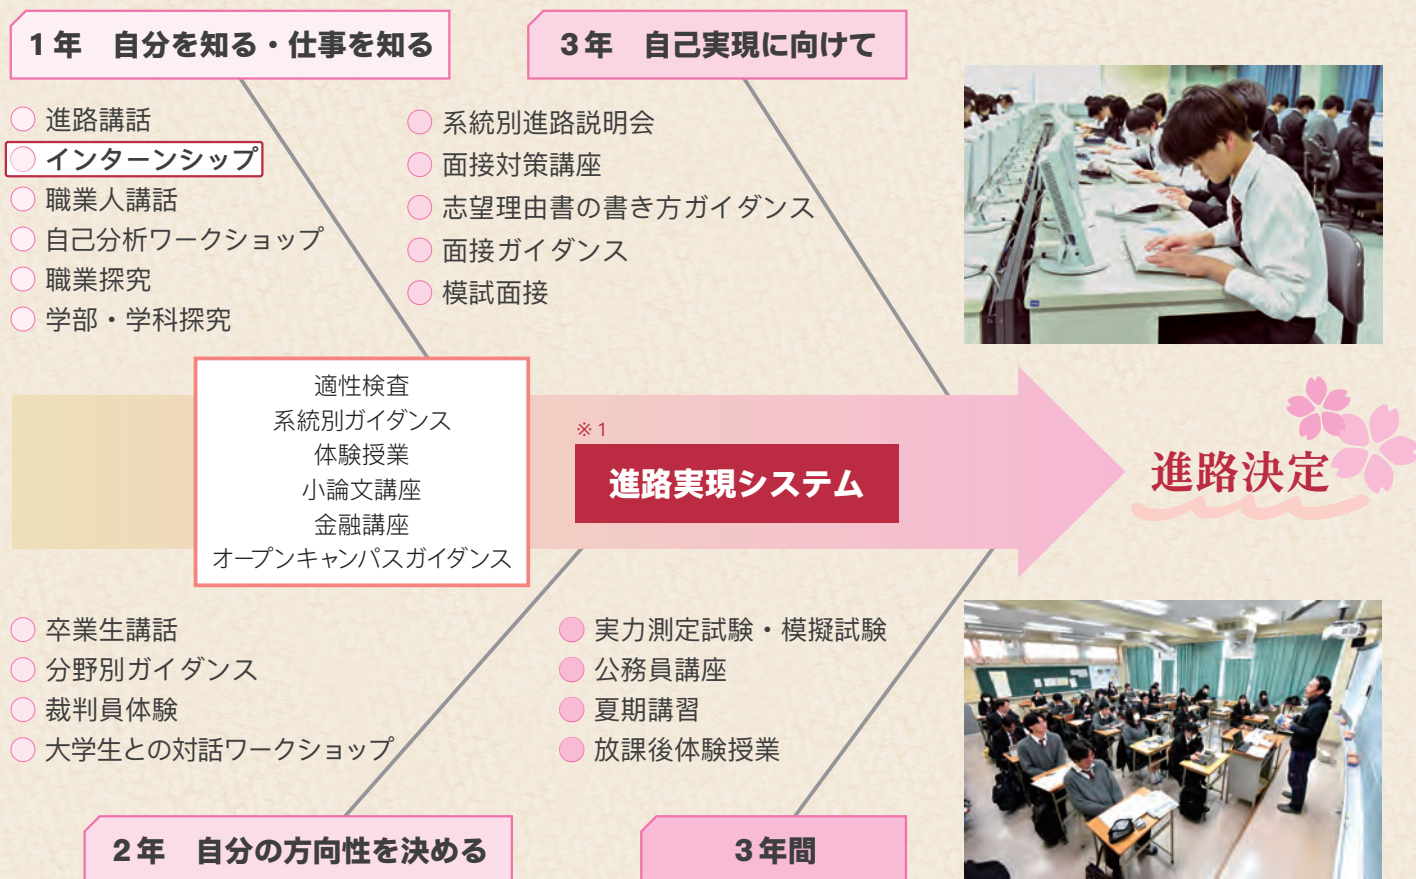 1年　自分を知る・仕事を知る
進路講話
インターンシップ
職業人講話
自己分析ワークショップ
職業探究
学部・学科探究
3年　自己実現に向けて
系統別進路説明会
面接対策講座
志望理由書の書き方ガイダンス
面接ガイダンス
模試面接
適性検査
系統別ガイダンス
体験授業
小論文講座
金融講座
オープンキャンパスガイダンス
※1
進路実現システム
進路決定
卒業生講話
分野別ガイダンス
裁判員体験
大学生との対話ワークショップ
2年　自分の方向性を決める
実力測定試験・模擬試験
公務員講座
夏期講習
放課後体験授業
3年間